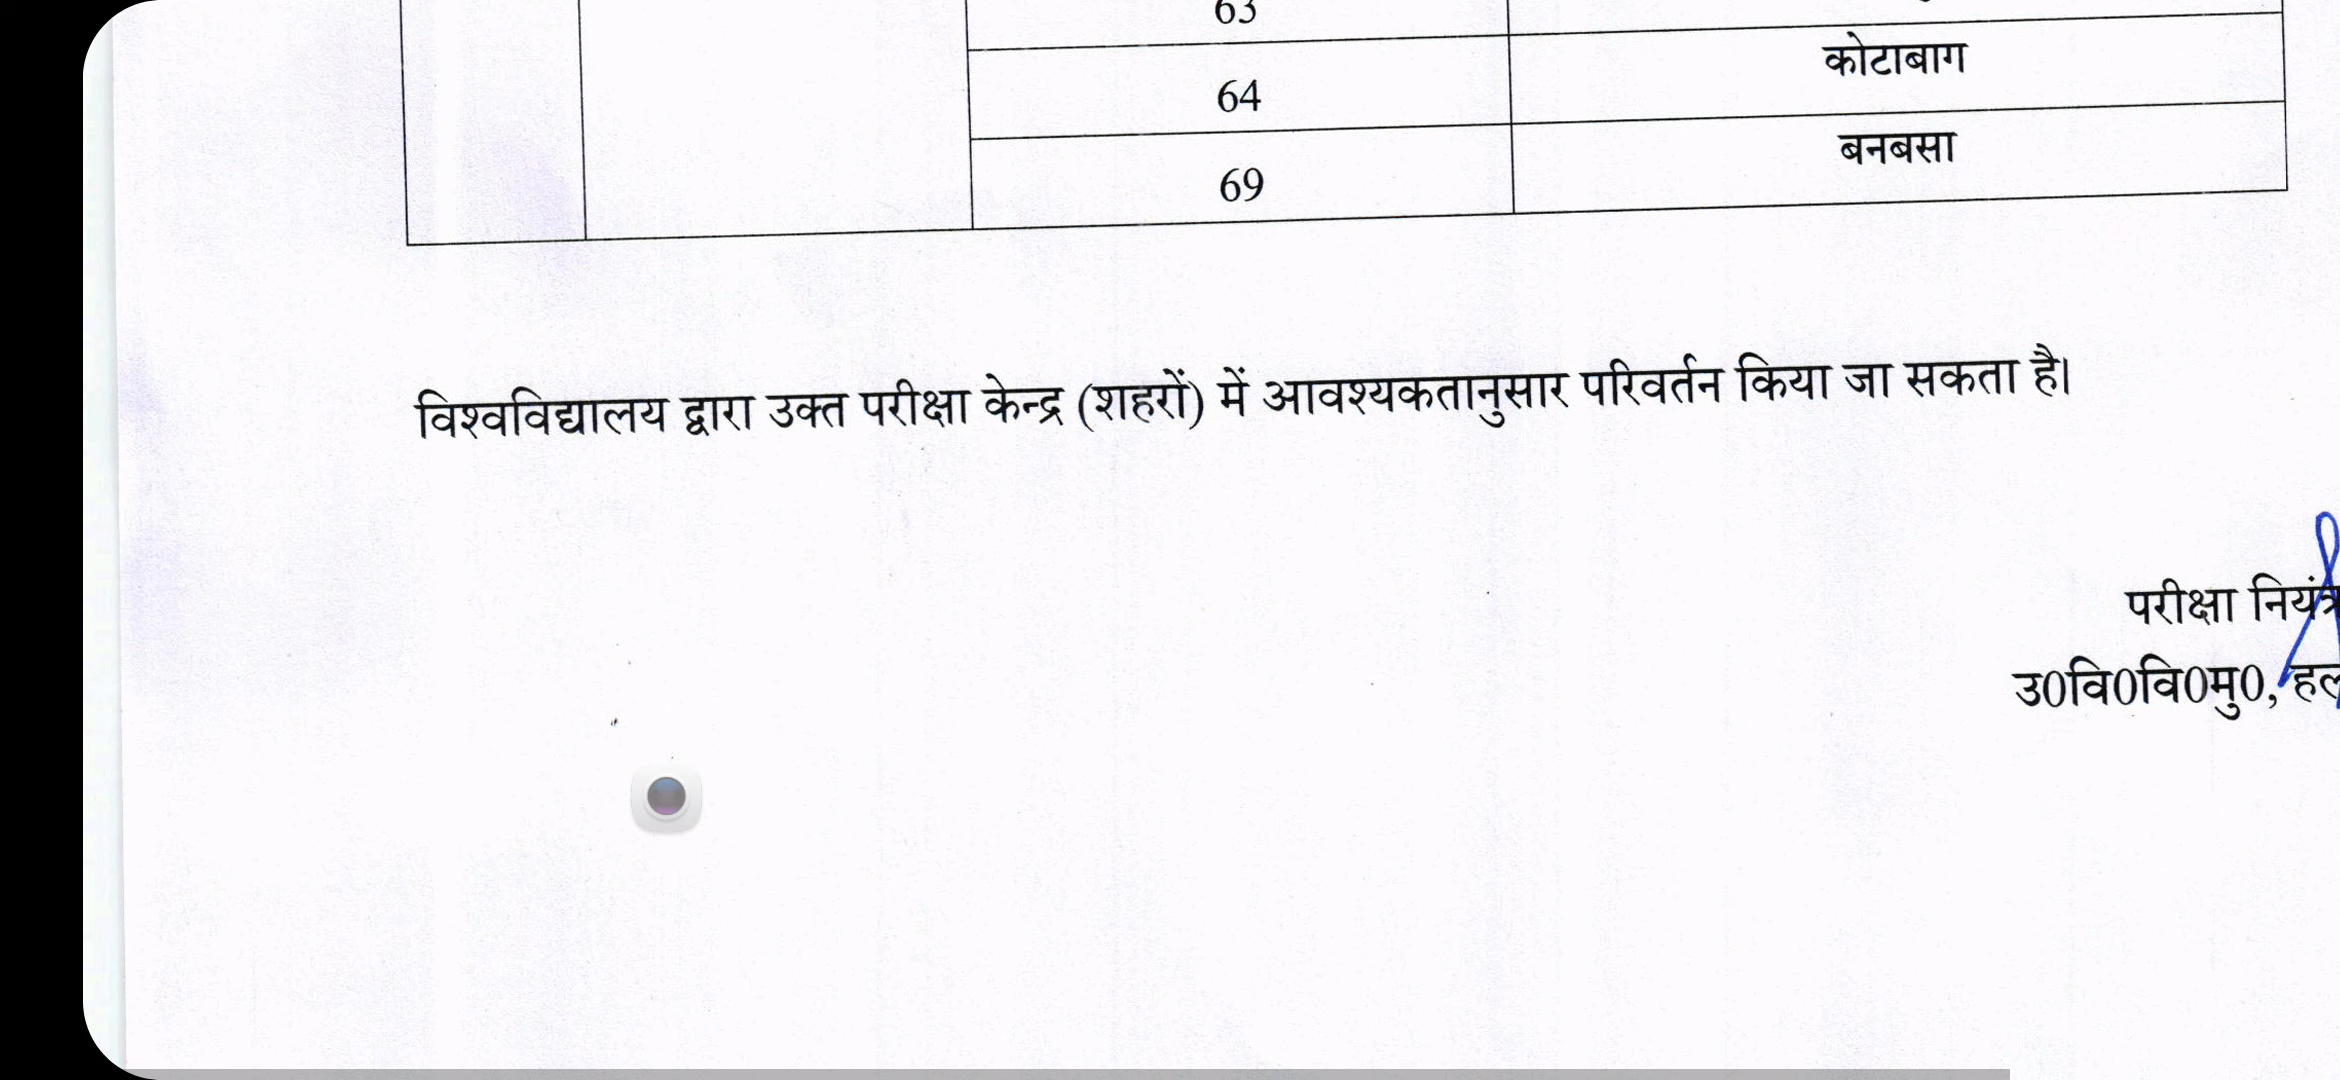 63
64 कोटाबाग
69 बनबसा
विश्वविद्यालय द्वारा उक्त परीक्षा केन्द्र (शहरों) में आवश्यकतानुसार परिवर्तन किया जा सकता है।
परीक्षा
उ0वि0वि0मु0,